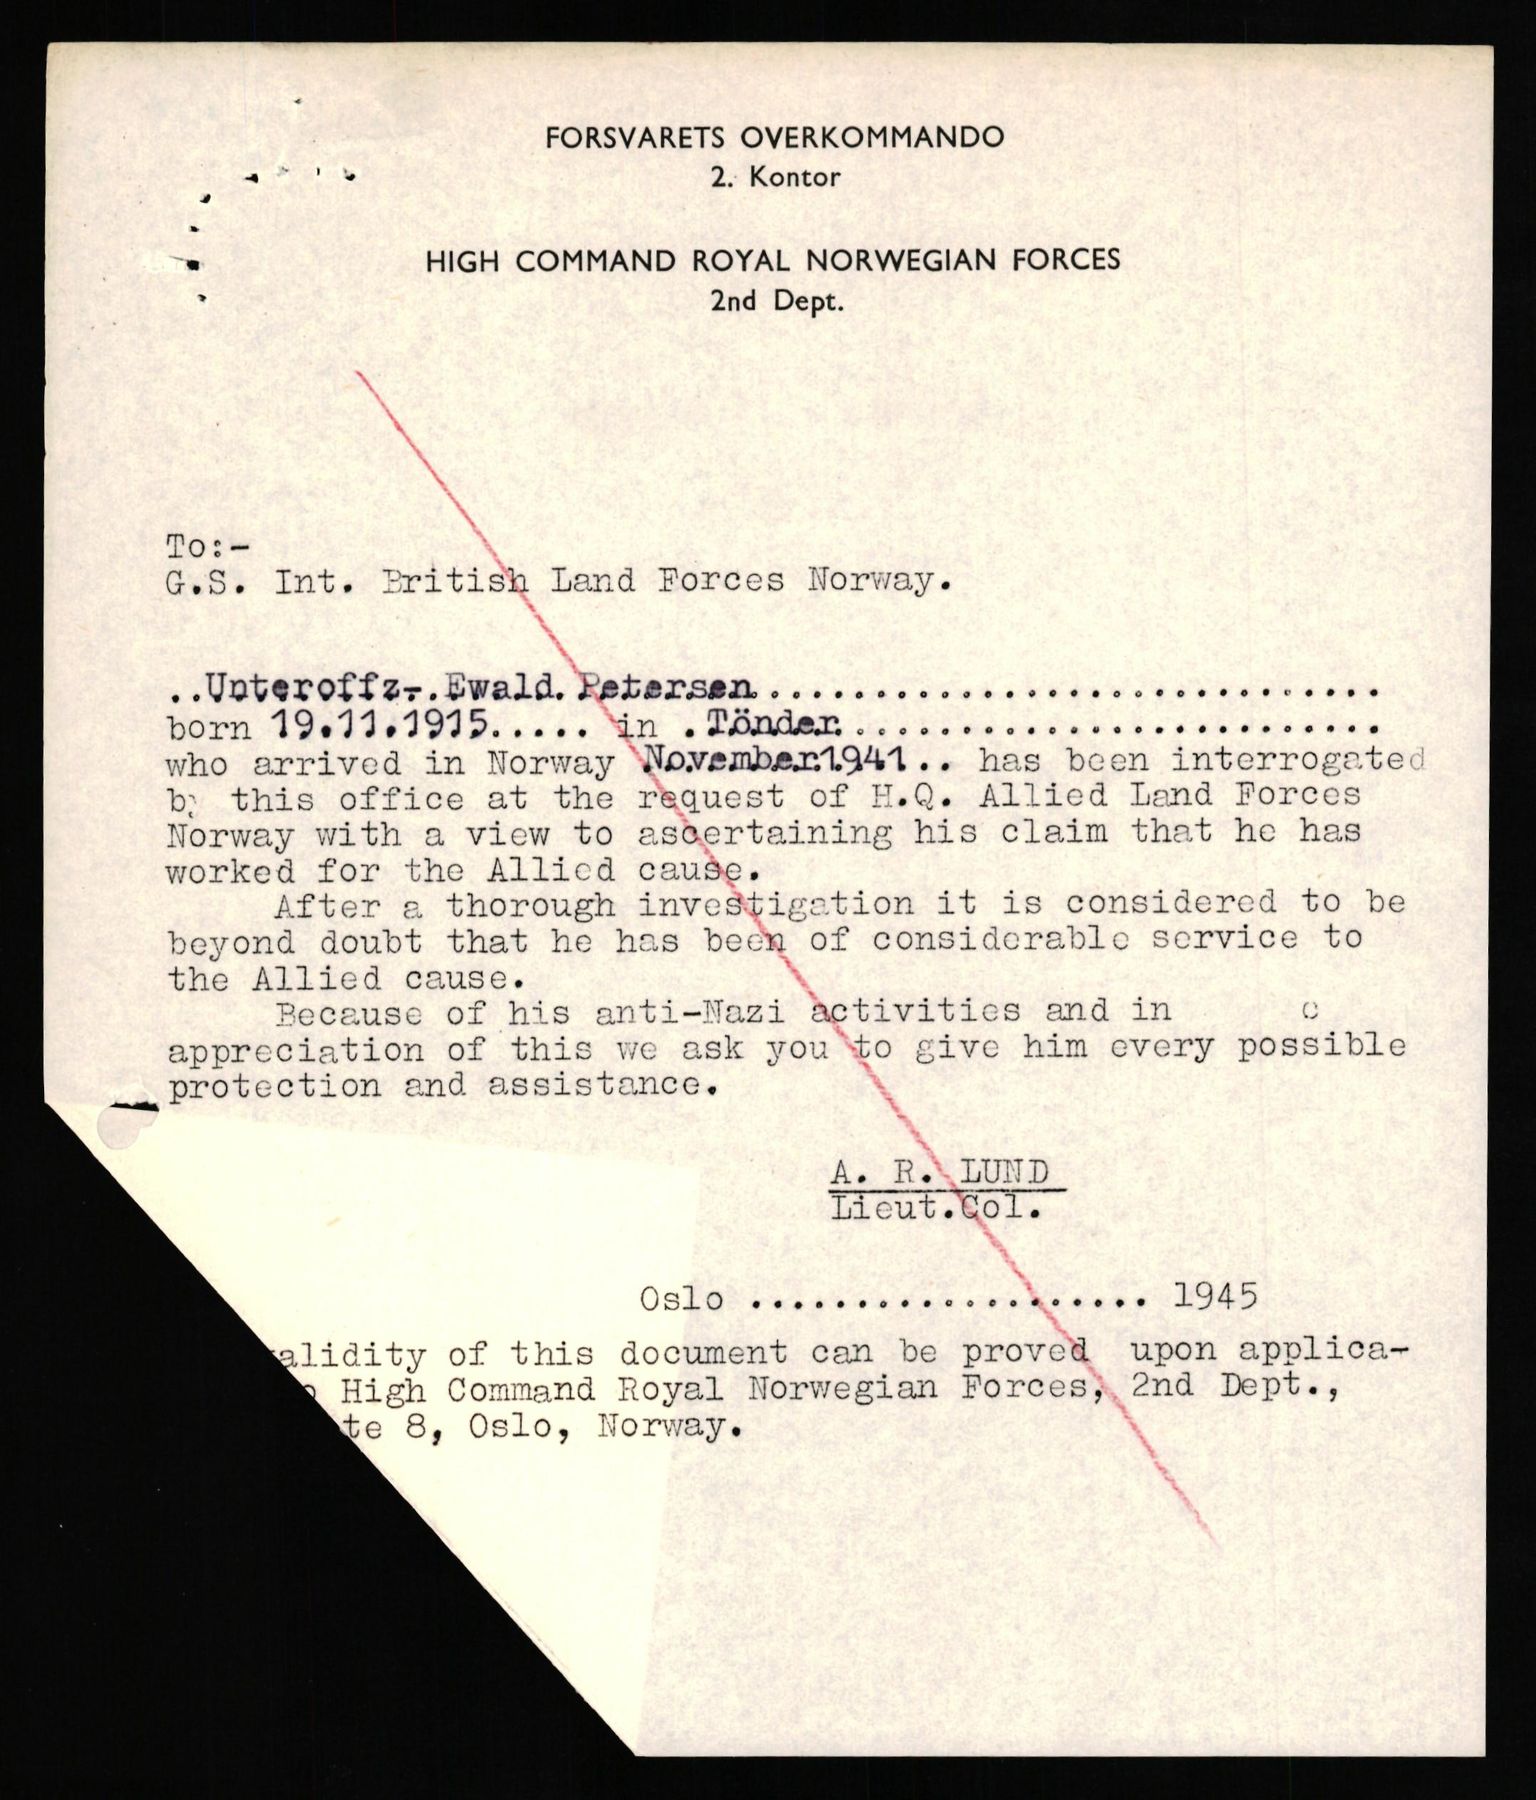 FORSVARETS OVERKOMMANDO
2. Kontor
HIGH COMMAND ROYAL NORWEGIAN FORCES
2nd Dept.
To:-
G.S. Int. British Land Forces Norway.
..Unteroffz-.Ewald.Petersen..............................
born 19.11.1915...... in .Tönder..........................
who arrived in Norway November1941.. has been interrogated
by this office at the request of H.Q. Allied Land Forces
Norway with a view to ascertaining his claim that he has
worked for the Allied cause.
After a thorough investigation it is considered to be
beyond doubt that he has been of considerable service to
the Allied cause.
Because of his anti-Nazi activities and in
appreciation of this we ask you to give him every possible
protection and assistance.
A. R. LUND
Lieut.Col.
Oslo ................... 1945
alidity of this document can be proved upon applica-
o High Command Royal Norwegian Forces, 2nd Dept.,
te 8, Oslo, Norway.